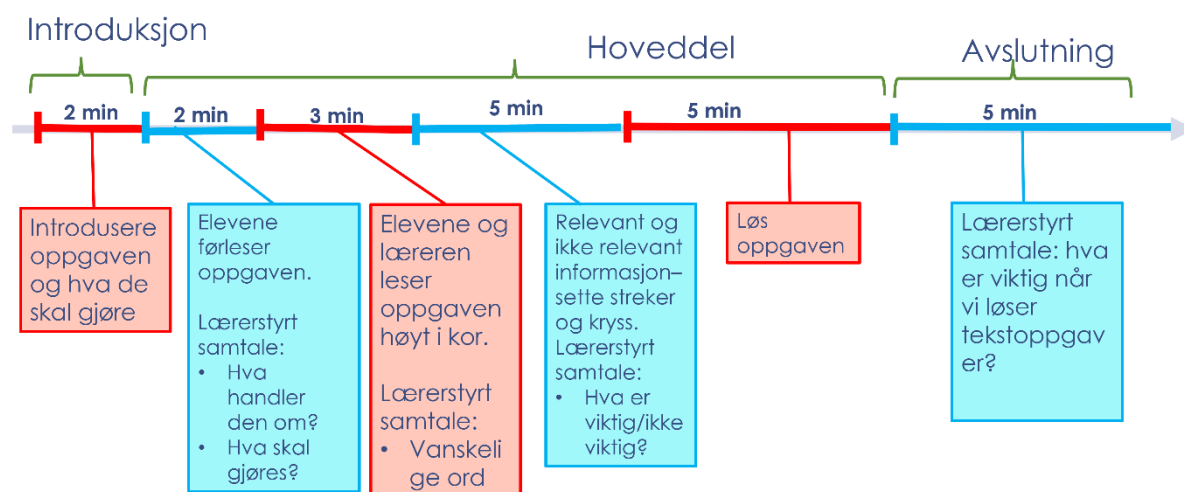 Introduksjon
Hoveddel
Avslutning
2 min
2 min
3 min
5 min
5 min
5 min
Introdusere
oppgaven
og hva de
skal gjøre
Elevene
førleser
oppgaven.
Lærerstyrt
samtale:
• Hva
handler
den om?
• Hva skal
gjøres?
Elevene og
læreren
leser
oppgaven
høyt i kor.
Lærerstyrt
samtale:
• Vanskeli
ge ord
Relevant og
ikke relevant
informasjon–
sette streker
og kryss.
Lærerstyrt
samtale:
• Hva er
viktig/ikke
viktig?
Løs
oppgaven
Lærerstyrt
samtale: hva
er viktig når
vi løser
tekstoppgav
er?